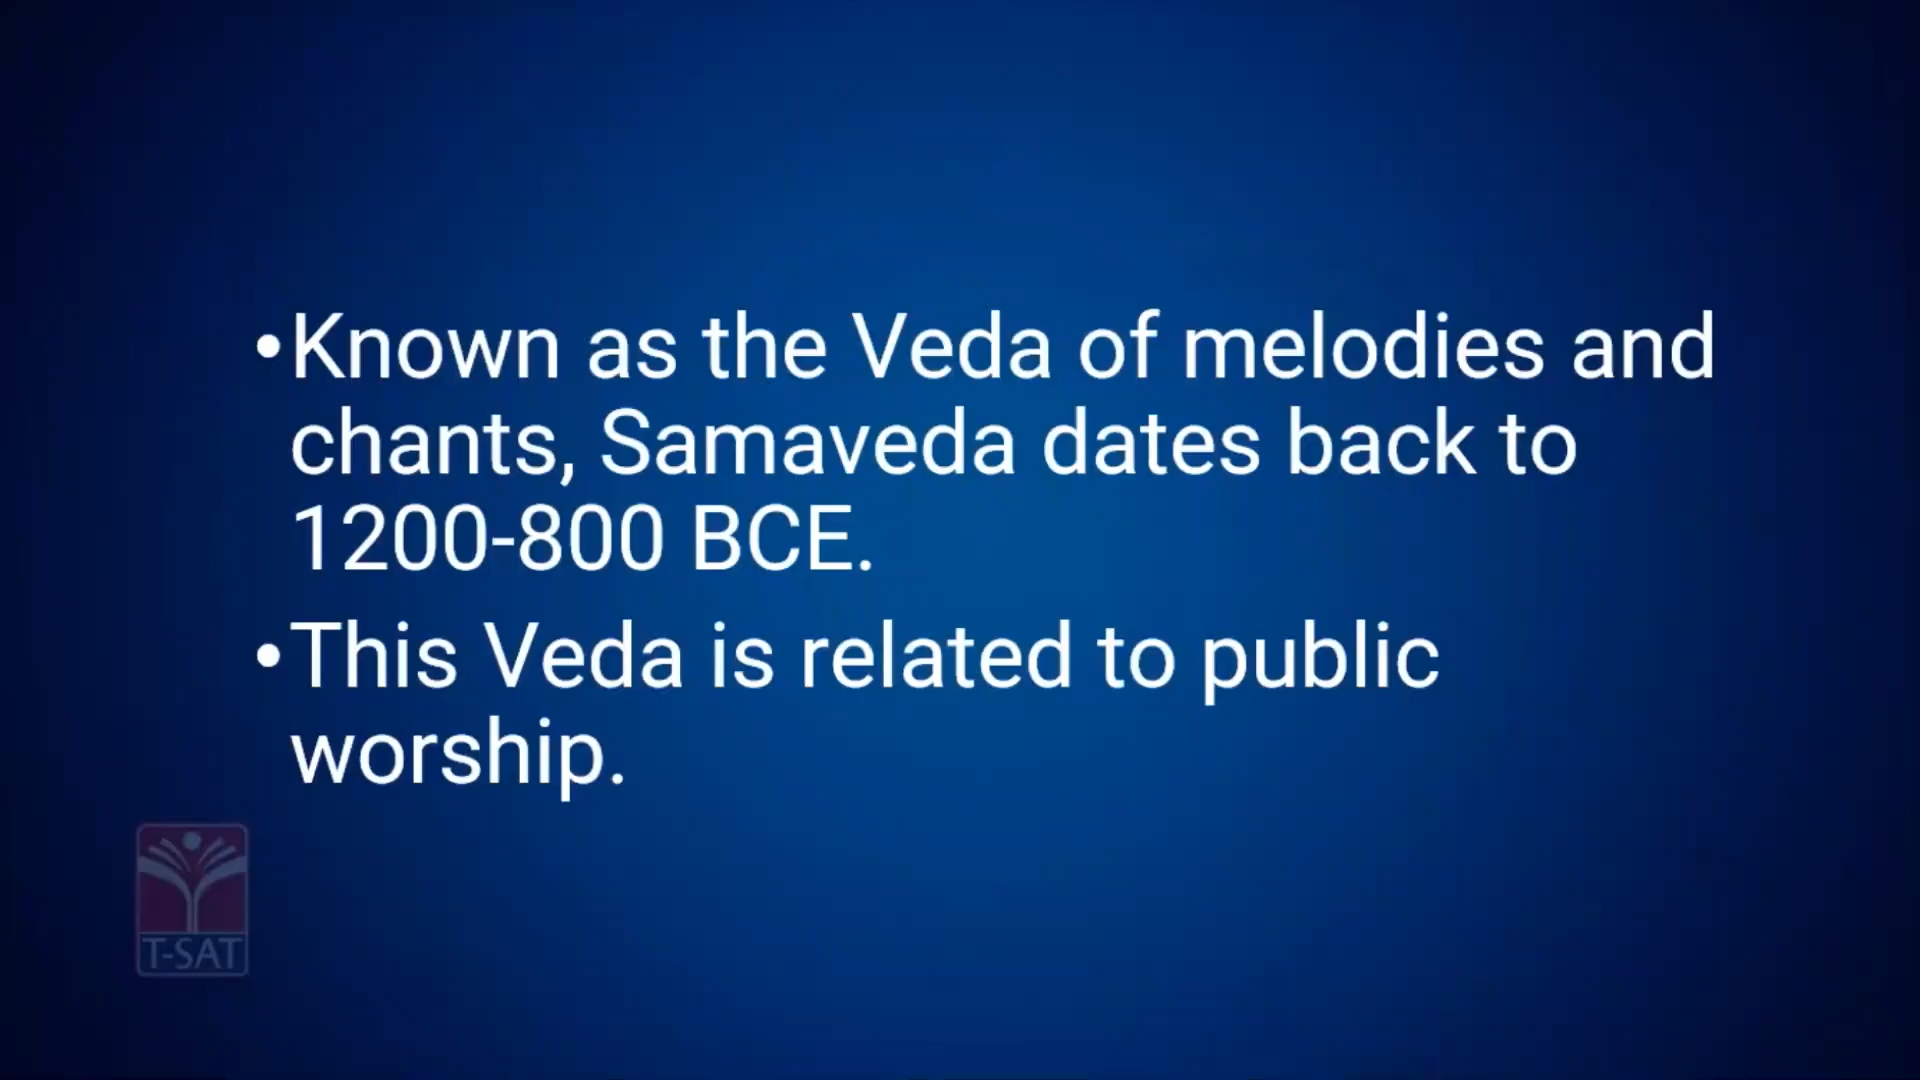 •Known as the Veda of melodies and
chants, Samaveda dates back to
1200-800 BCE.
•This Veda is related to public
worship.
T-SAT